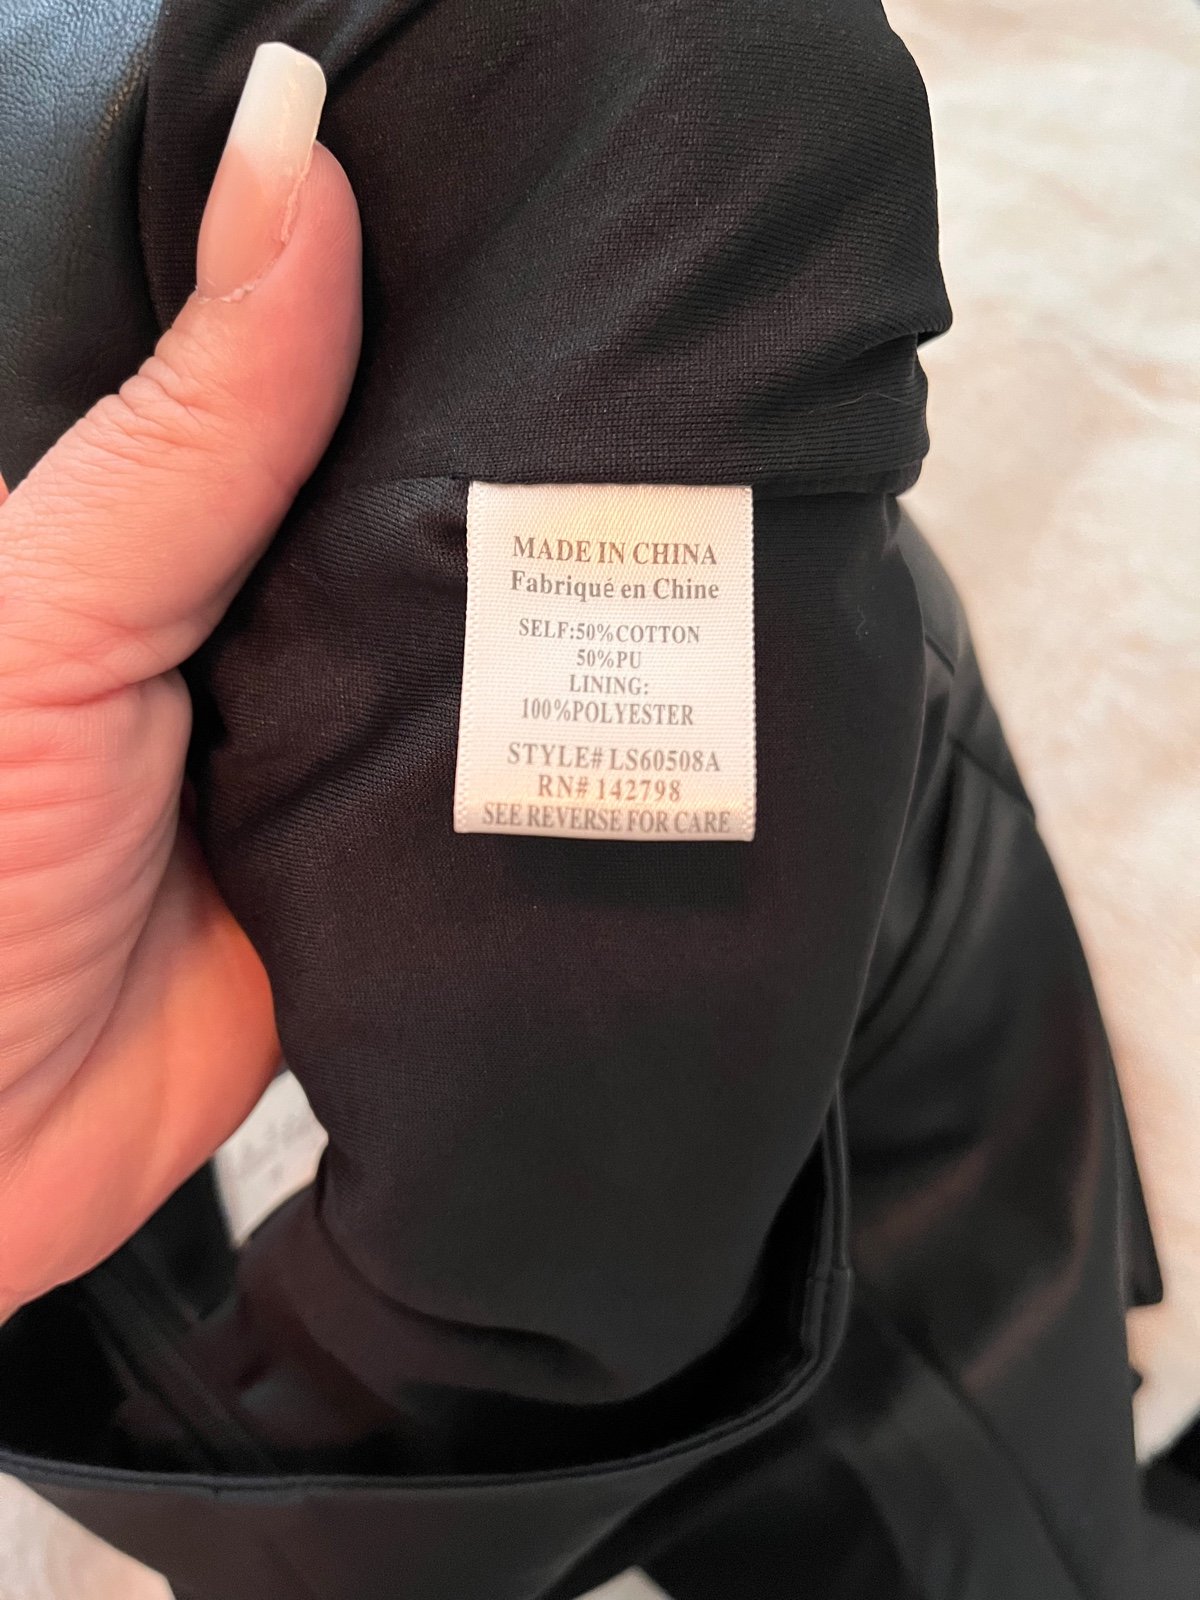 MADE IN CHINA
Fabriqué en Chine
SELF:50%COTTON
50%PU
LINING:
100%POLYESTER
STYLE# LS60508A
RN# 142798
SEE REVERSE FOR CARE